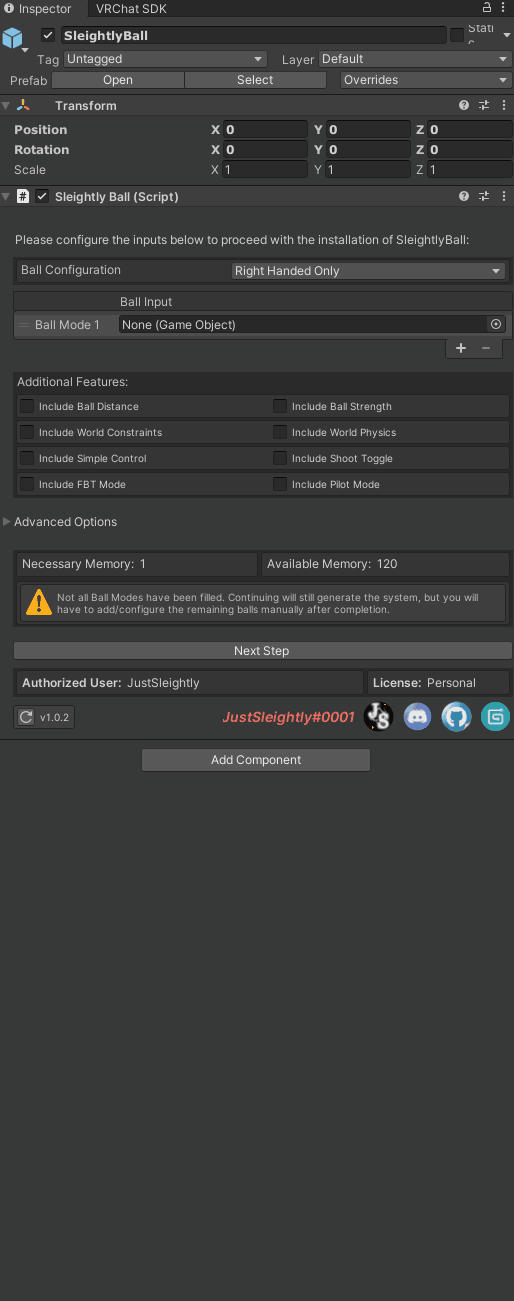 Inspector VRChat SDK
SleightlyBall Static
Tag Untagged Layer Default
Prefab Open Select Overrides
Transform
Position X 0 Y 0 Z 0
Rotation X 0 Y 0 Z 0
Scale X 1 Y 1 Z 1
# Sleightly Ball (Script)
Please configure the inputs below to proceed with the installation of SleightlyBall:
Ball Configuration Right Handed Only
Ball Input
Ball Mode 1 None (Game Object)
+ −
Additional Features:
Include Ball Distance Include Ball Strength
Include World Constraints Include World Physics
Include Simple Control Include Shoot Toggle
Include FBT Mode Include Pilot Mode
Advanced Options
Necessary Memory: 1 Available Memory: 120
Not all Ball Modes have been filled. Continuing will still generate the system, but you will
have to add/configure the remaining balls manually after completion.
Next Step
Authorized User: JustSleightly License: Personal
v1.0.2 JustSleightly#0001 JS
Add Component